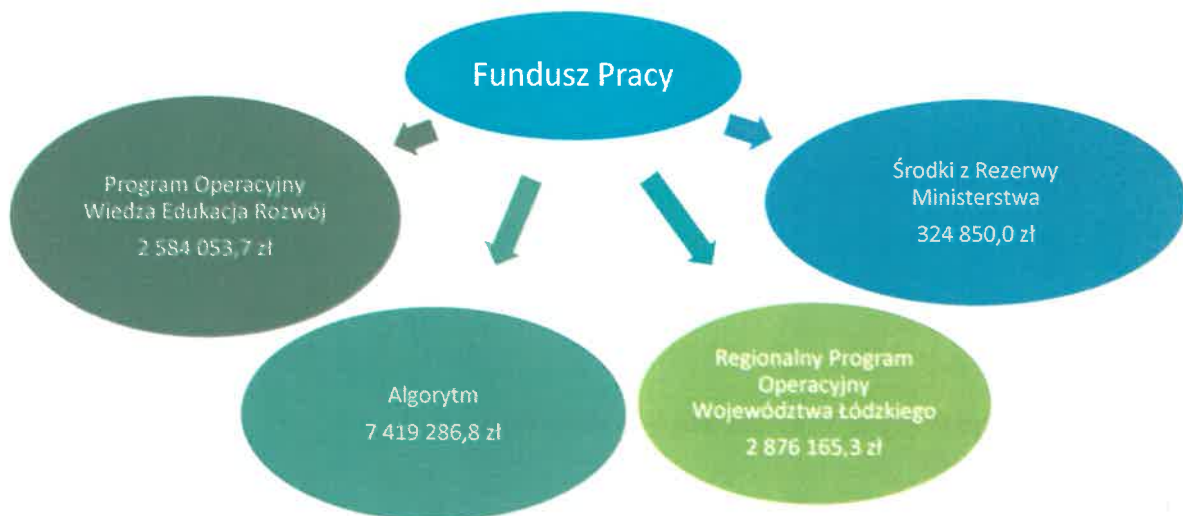 Fundusz Pracy
Program Operacyjny
Wiedza Edukacja Rozwój
2 584 053,7 zł
Środki z Rezerwy
Ministerstwa
324 850,0 zł
Algorytm
7 419 286,8 zł
Regionalny Program
Operacyjny
Województwa Łódzkiego
2 876 165,3 zł